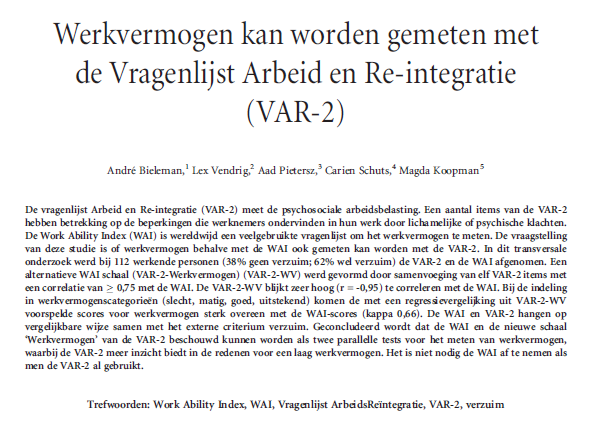 Werkvermogen kan worden gemeten met
de Vragenlijst Arbeid en Re-integratie
(VAR-2)
André Bieleman,1 Lex Vendrig,2 Aad Pietersz,3 Carien Schuts,4 Magda Koopman5
De vragenlijst Arbeid en Re-integratie (VAR-2) meet de psychosociale arbeidsbelasting. Een aantal items van de VAR-2
hebben betrekking op de beperkingen die werknemers ondervinden in hun werk door lichamelijke of psychische klachten.
De Work Ability Index (WAI) is wereldwijd een veelgebruikte vragenlijst om het werkvermogen te meten. De vraagstelling
van deze studie is of werkvermogen behalve met de WAI ook gemeten kan worden met de VAR-2. In dit transversale
onderzoek werd bij 112 werkende personen (38% geen verzuim; 62% wel verzuim) de VAR-2 en de WAI afgenomen. Een
alternatieve WAI schaal (VAR-2-Werkvermogen) (VAR-2-WV) werd gevormd door samenvoeging van elf VAR-2 items met
een correlatie van ≥ 0,75 met de WAI. De VAR-2-WV blijkt zeer hoog (r = -0,95) te correleren met de WAI. Bij de indeling
in werkvermogenscategorieën (slecht, matig, goed, uitstekend) komen de met een regressievergelijking uit VAR-2-WV
voorspelde scores voor werkvermogen sterk overeen met de WAI-scores (kappa 0,66). De WAI en VAR-2 hangen op
vergelijkbare wijze samen met het externe criterium verzuim. Geconcludeerd wordt dat de WAI en de nieuwe schaal
‘Werkvermogen’ van de VAR-2 beschouwd kunnen worden als twee parallelle tests voor het meten van werkvermogen,
waarbij de VAR-2 meer inzicht biedt in de redenen voor een laag werkvermogen. Het is niet nodig de WAI af te nemen als
men de VAR-2 al gebruikt.
Trefwoorden: Work Ability Index, WAI, Vragenlijst ArbeidsReïntegratie, VAR-2, verzuim